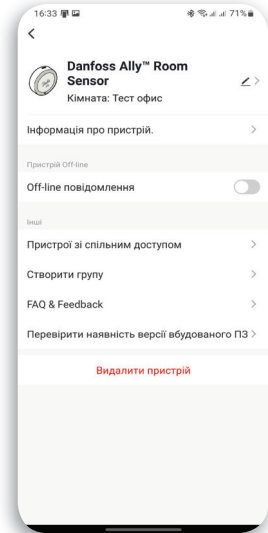 16:33 71%
Danfoss Ally™ Room
Sensor
Кімната: Тест офис
Інформація про пристрій.
Пристрій Off-line
Off-line повідомлення
Інші
Пристрої зі спільним доступом
Створити групу
FAQ & Feedback
Перевірити наявність версії вбудованого ПЗ
Видалити пристрій